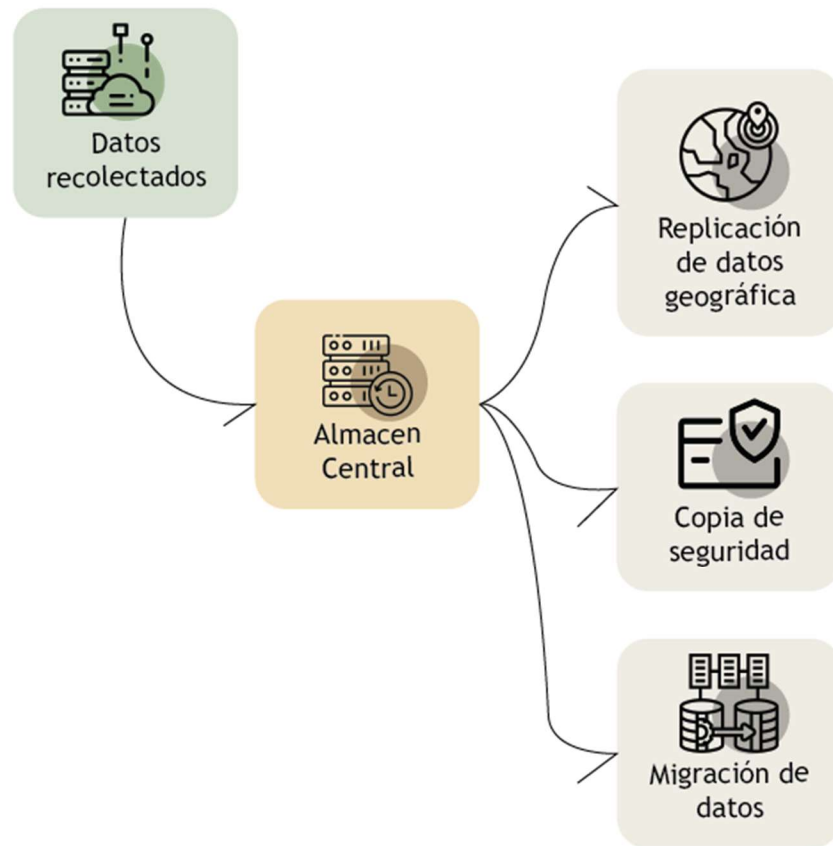 Datos
recolectados
Almacen
Central
Replicación
de datos
geográfica
Copia de
seguridad
Migración de
datos